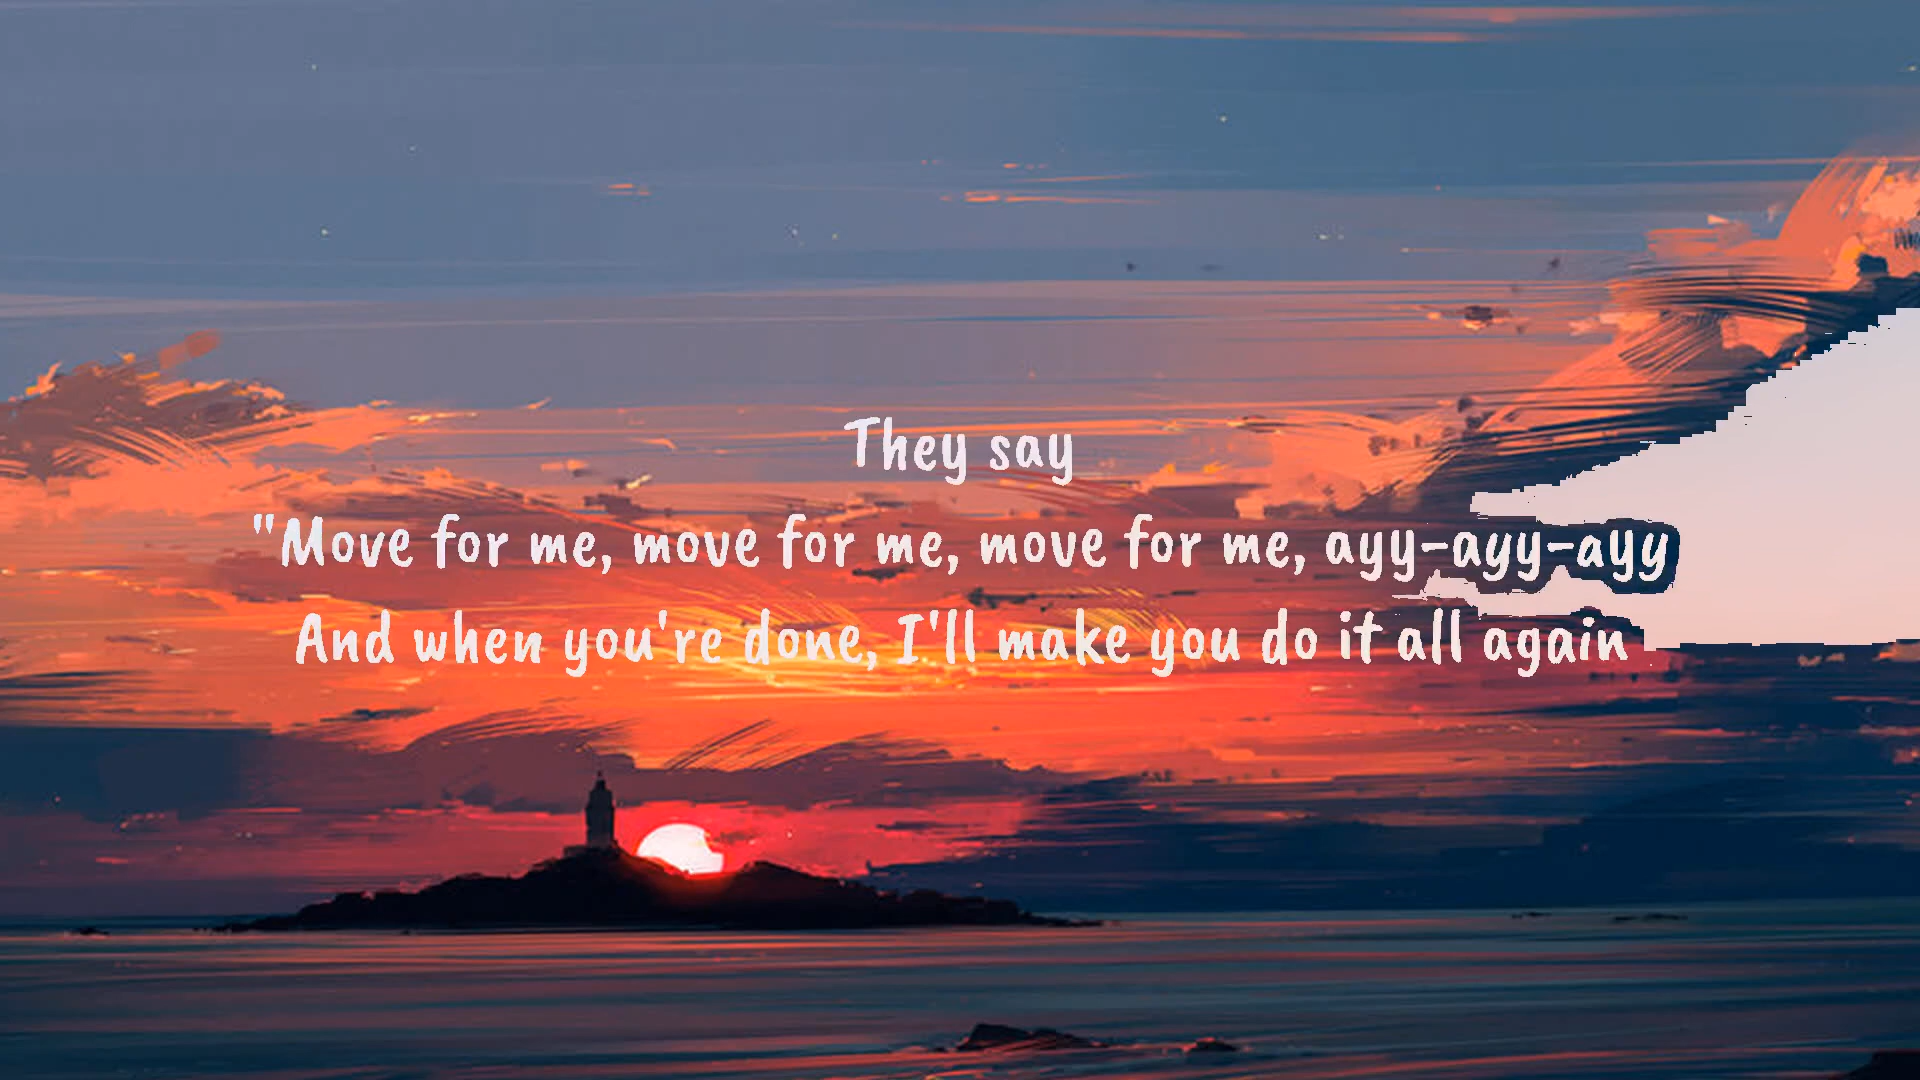 They say
"Move for me, move for me, move for me, ayy-ayy-ayy
And when you're done, I'll make you do it all again